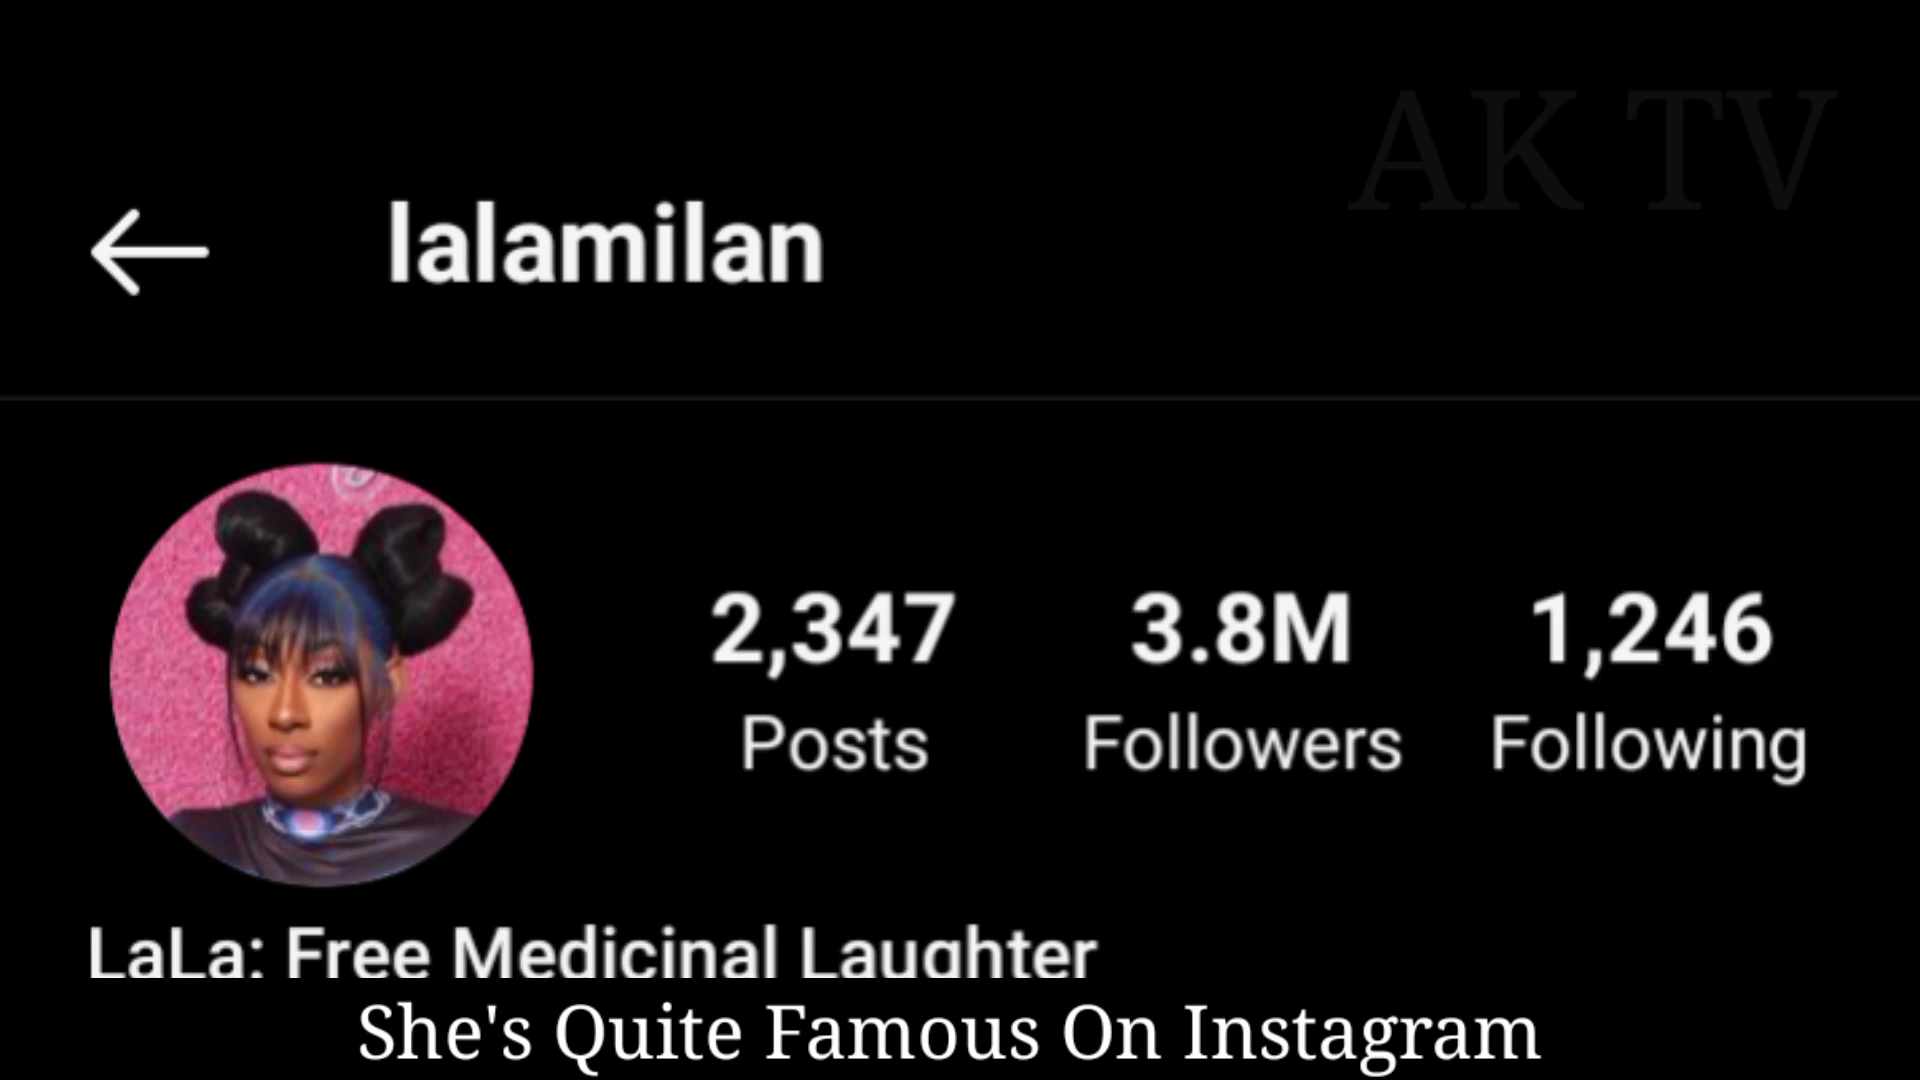 AK TV
lalamilan
2,347 3.8M 1,246
Posts Followers Following
LaLa: Free Medicinal Laughter
She's Quite Famous On Instagram